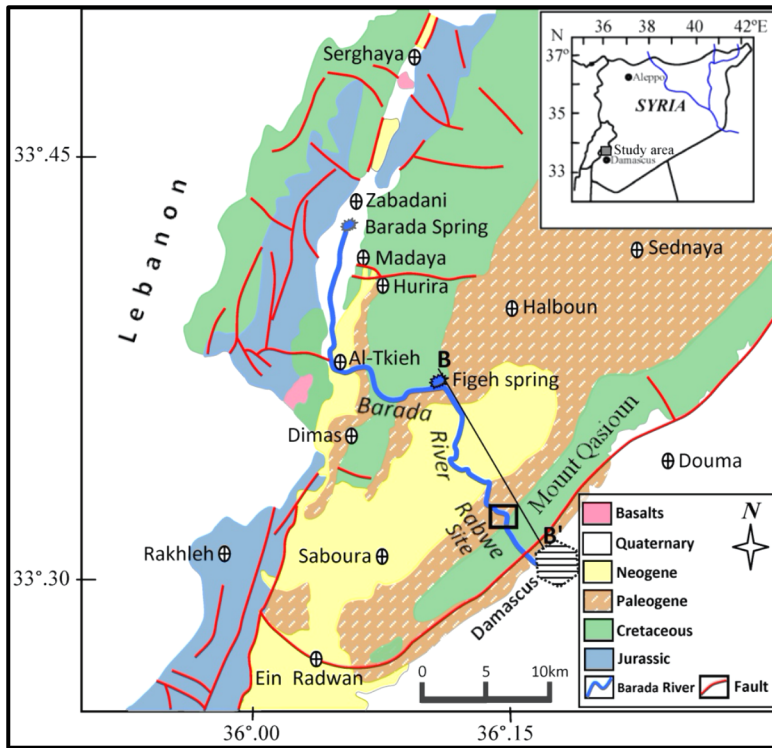 Serghaya
33°.45
Zabadani
Barada Spring
Madaya
Hurira
Lebanon
Sednaya
Halboun
Al-Tkieh
B
Figeh spring
Barada
River
Dimas
Mount Qasioun
Douma
Rabwe
Site
B'
Rakhleh
Saboura
33°.30
Damascus
Ein Radwan
0 5 10km
36°.00
36°.15
N 36 38 40 42°E
37°
Aleppo
35
SYRIA
Study area
33
Damascus
N
Basalts
Quaternary
Neogene
Paleogene
Cretaceous
Jurassic
Barada River
Fault